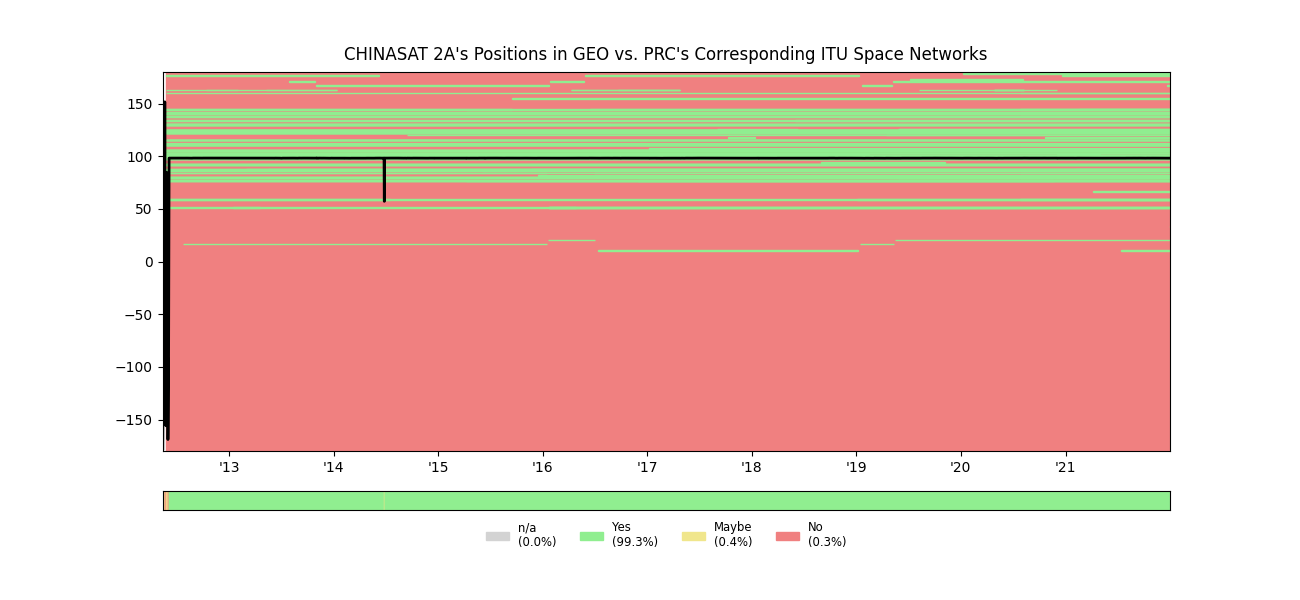 CHINASAT 2A's Positions in GEO vs. PRC's Corresponding ITU Space Networks
150
100
50
0
−50
−100
−150
'13 '14 '15 '16 '17 '18 '19 '20 '21
n/a Yes Maybe No
(0.0%) (99.3%) (0.4%) (0.3%)